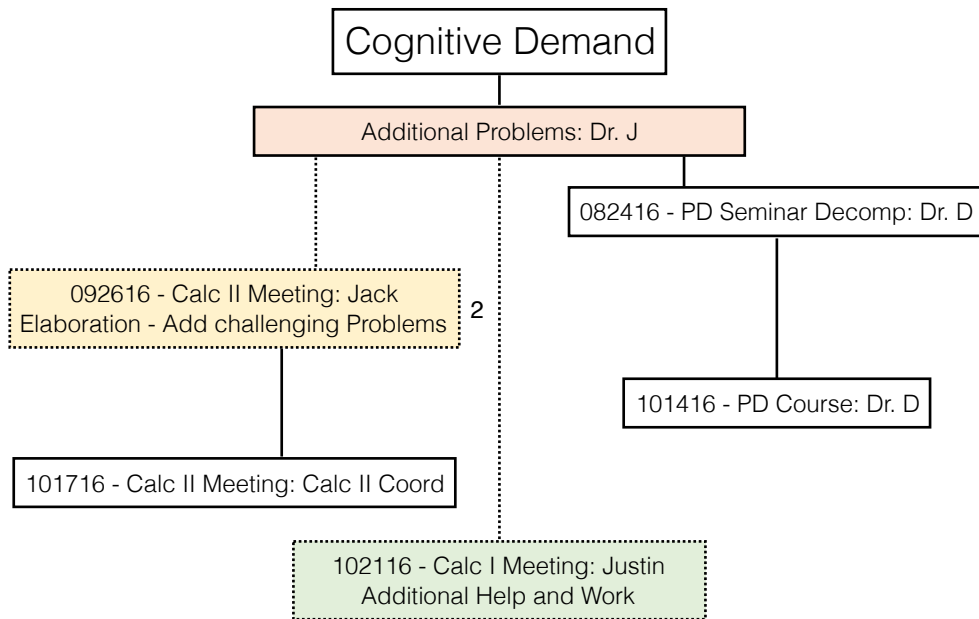 Cognitive Demand
Additional Problems: Dr. J
082416 - PD Seminar Decomp: Dr. D
092616 - Calc II Meeting: Jack
Elaboration - Add challenging Problems
2
101416 - PD Course: Dr. D
101716 - Calc II Meeting: Calc II Coord
102116 - Calc I Meeting: Justin
Additional Help and Work